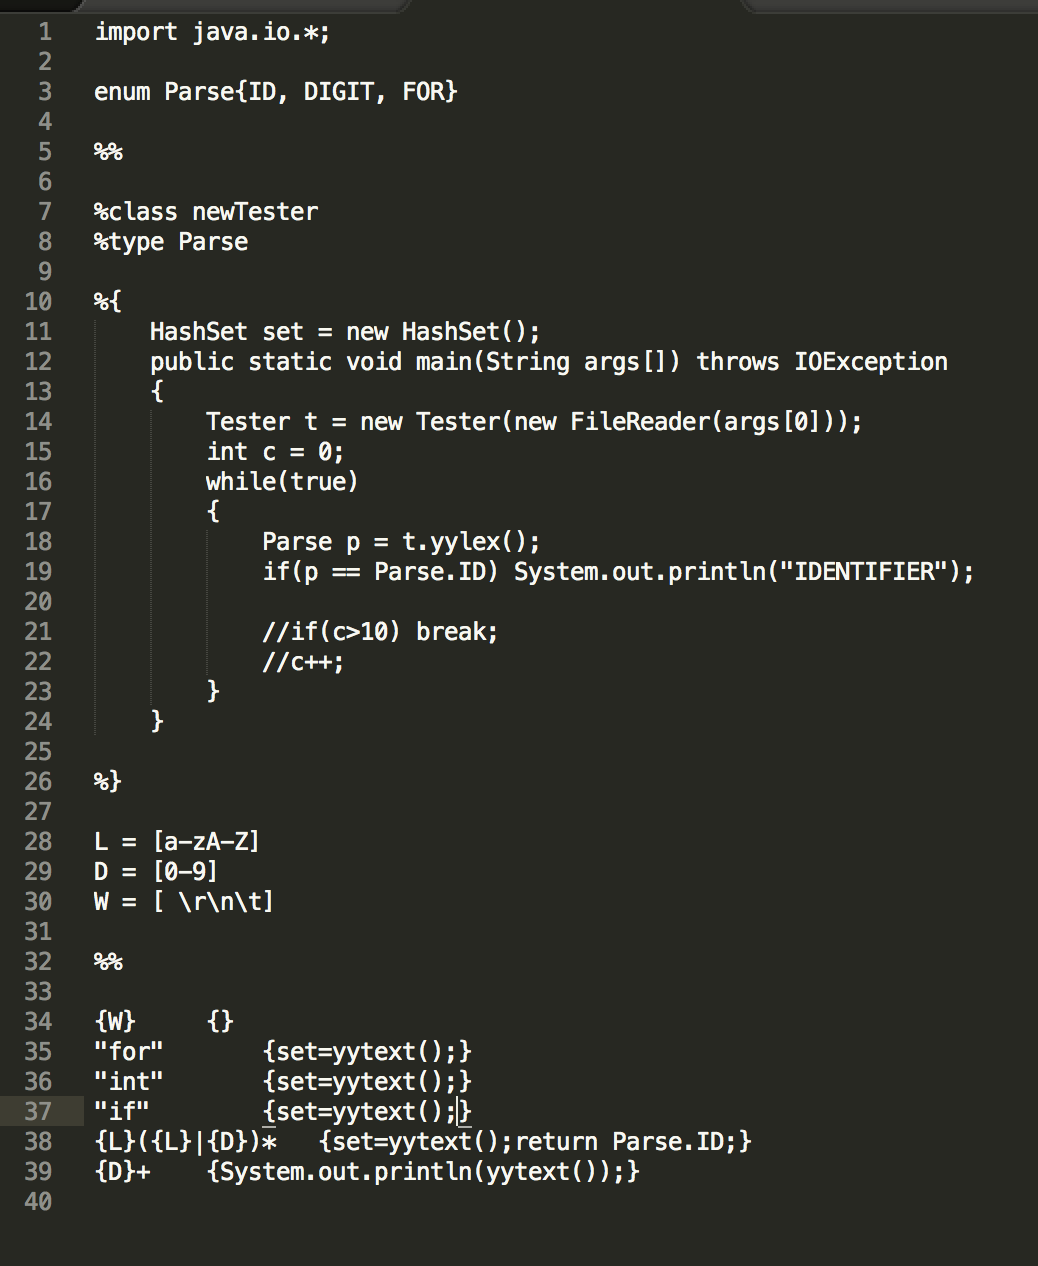 1 import java.io.*;
2
3 enum Parse{ID, DIGIT, FOR}
4
5 %%
6
7 %class newTester
8 %type Parse
9
10 %{
11 HashSet set = new HashSet();
12 public static void main(String args[]) throws IOException
13 {
14 Tester t = new Tester(new FileReader(args[0]));
15 int c = 0;
16 while(true)
17 {
18 Parse p = t.yylex();
19 if(p == Parse.ID) System.out.println("IDENTIFIER");
20
21 //if(c>10) break;
22 //c++;
23 }
24 }
25
26 %}
27
28 L = [a-zA-Z]
29 D = [0-9]
30 W = [ \r\n\t]
31
32 %%
33
34 {W} {}
35 "for" {set=yytext();}
36 "int" {set=yytext();}
37 "if" {set=yytext();}
38 {L}({L}|{D})* {set=yytext();return Parse.ID;}
39 {D}+ {System.out.println(yytext());}
40